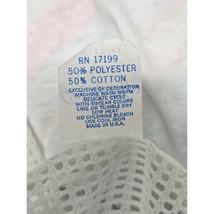 RN 17199
50% POLYESTER
50% COTTON
EXCLUSIVE OF DECORATION
MACHINE WASH WARM
DELICATE CYCLE
WITH SIMILAR COLORS
LINE OR TUMBLE DRY
LOW HEAT
NO CHLORINE BLEACH
USE COOL IRON
MADE IN U.S.A.